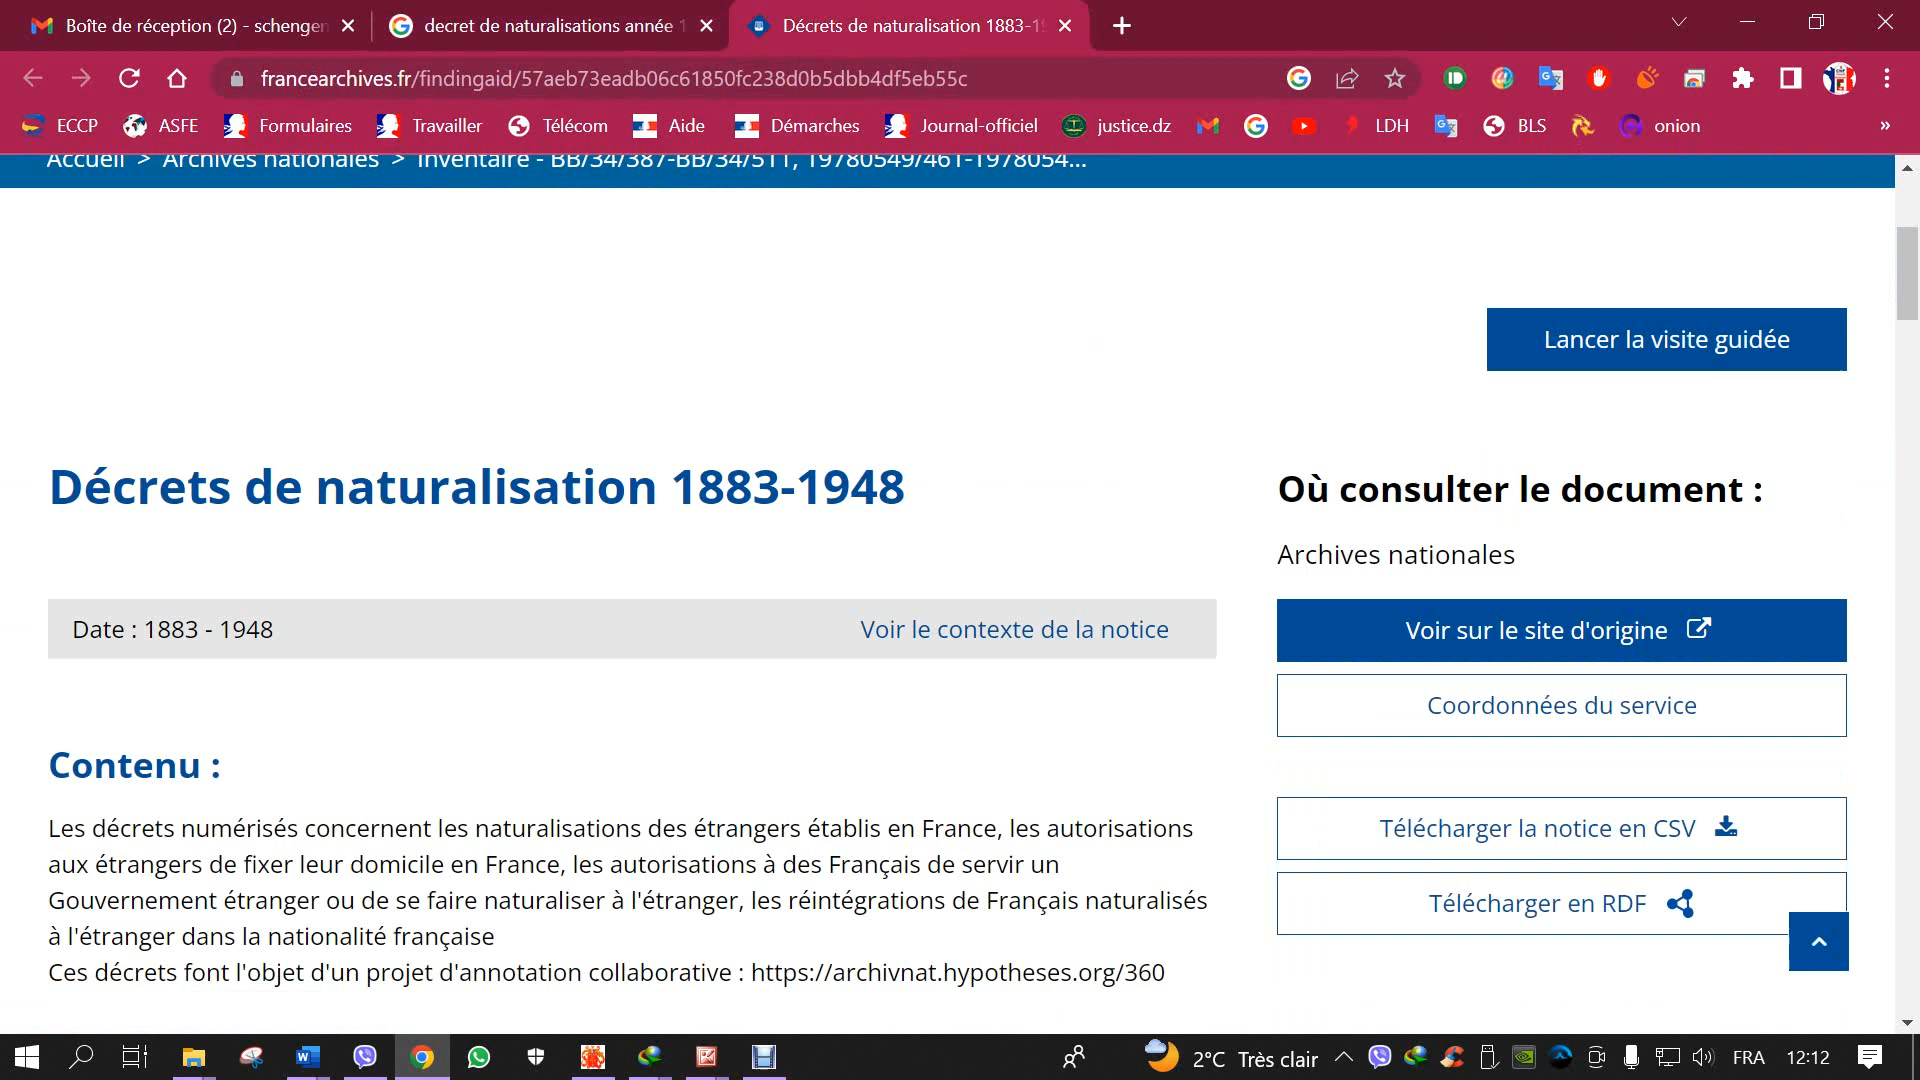 Boîte de réception (2) - schengen
decret de naturalisations année 1
Décrets de naturalisation 1883-19
francearchives.fr/findingaid/57aeb73eadb06c61850fc238d0b5dbb4df5eb55c
ECCP
ASFE
Formulaires
Travailler
Télécom
Aide
Démarches
Journal-officiel
justice.dz
LDH
BLS
onion
»
Accueil > Archives nationales > Inventaire - BB/34/387-BB/34/511, 19780549/461-1978054...
Lancer la visite guidée
Décrets de naturalisation 1883-1948
Où consulter le document :
Archives nationales
Date : 1883 - 1948
Voir le contexte de la notice
Voir sur le site d'origine
Coordonnées du service
Contenu :
Télécharger la notice en CSV
Les décrets numérisés concernent les naturalisations des étrangers établis en France, les autorisations
aux étrangers de fixer leur domicile en France, les autorisations à des Français de servir un
Gouvernement étranger ou de se faire naturaliser à l'étranger, les réintégrations de Français naturalisés
à l'étranger dans la nationalité française
Ces décrets font l'objet d'un projet d'annotation collaborative : https://archivnat.hypotheses.org/360
Télécharger en RDF
2°C Très clair
FRA
12:12